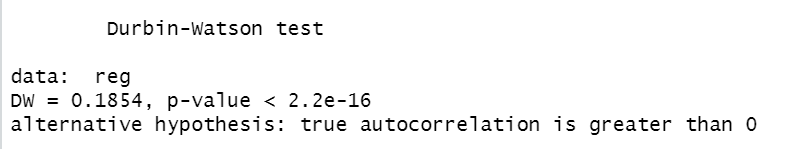 Durbin-Watson test
data: reg
DW = 0.1854, p-value < 2.2e-16
alternative hypothesis: true autocorrelation is greater than 0